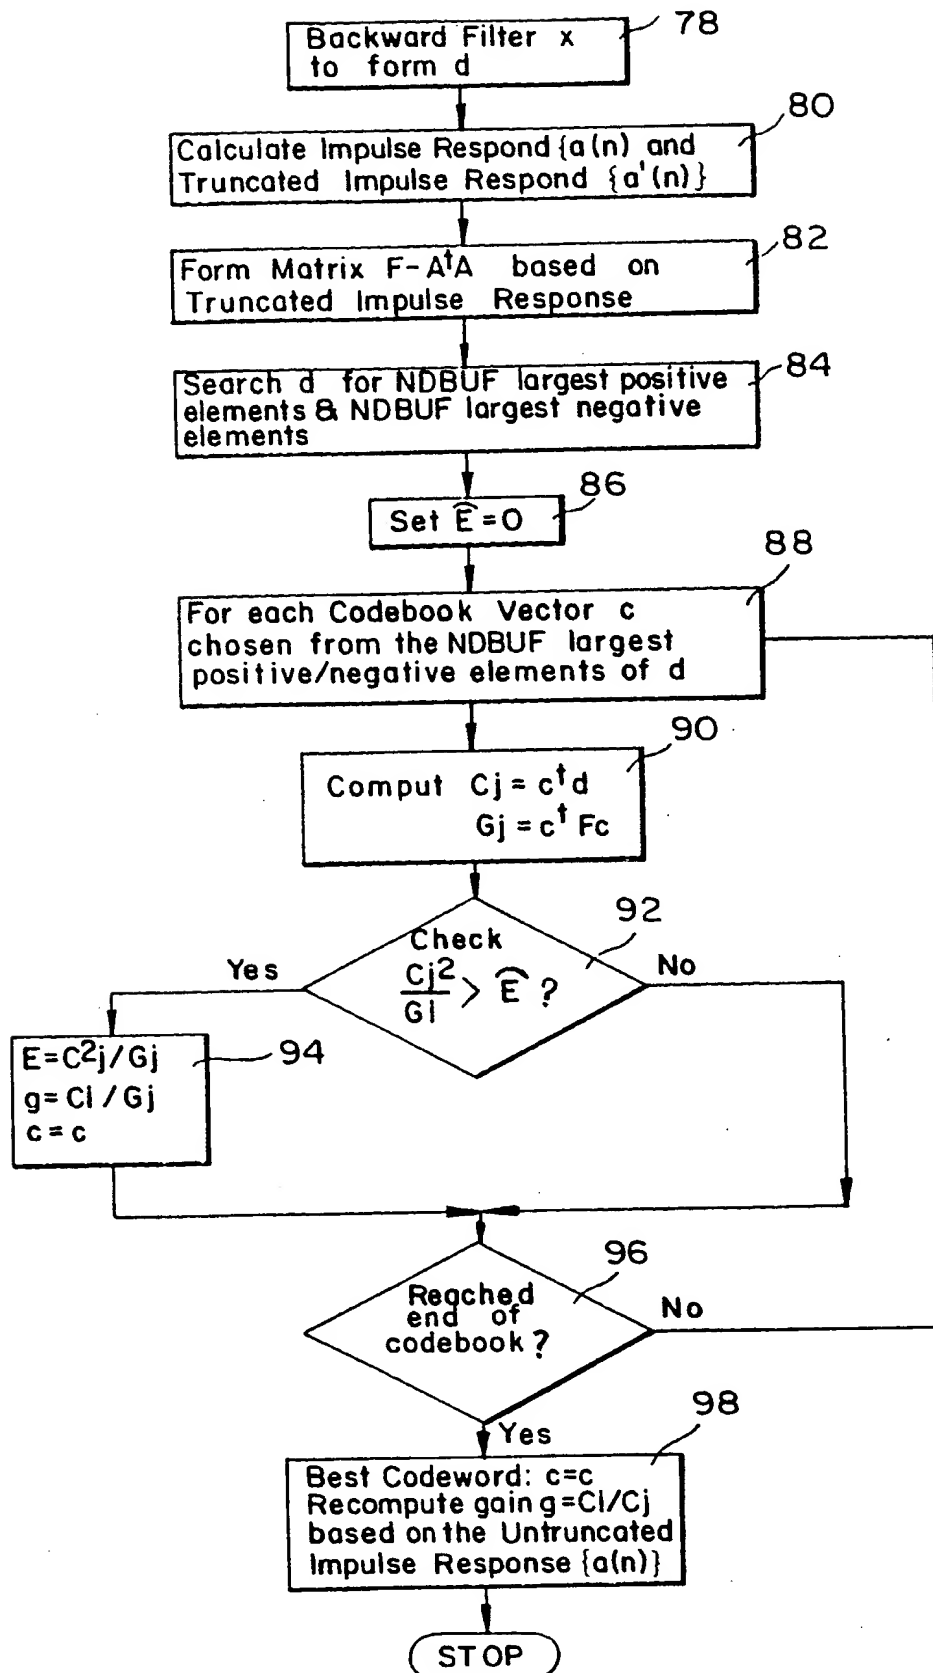 Backward Filter x
to form d
78
Calculate Impulse Respond {a(n) and
Truncated Impulse Respond {a'(n)}
80
Form Matrix F-A†A based on
Truncated Impulse Response
82
Search d for NDBUF largest positive
elements & NDBUF largest negative
elements
84
Set Ê=0
86
For each Codebook Vector c
chosen from the NDBUF largest
positive/negative elements of d
88
Comput Cj = c†d
Gj = c† Fc
90
Check
Cj²/Gl > Ê ?
92
Yes
No
E=C²j/Gj
g=Cl/Gj
c=c
94
Reached
end of
codebook?
96
No
Yes
Best Codeword: c=c
Recompute gain g=Cl/Cj
based on the Untruncated
Impulse Response {a(n)}
98
STOP